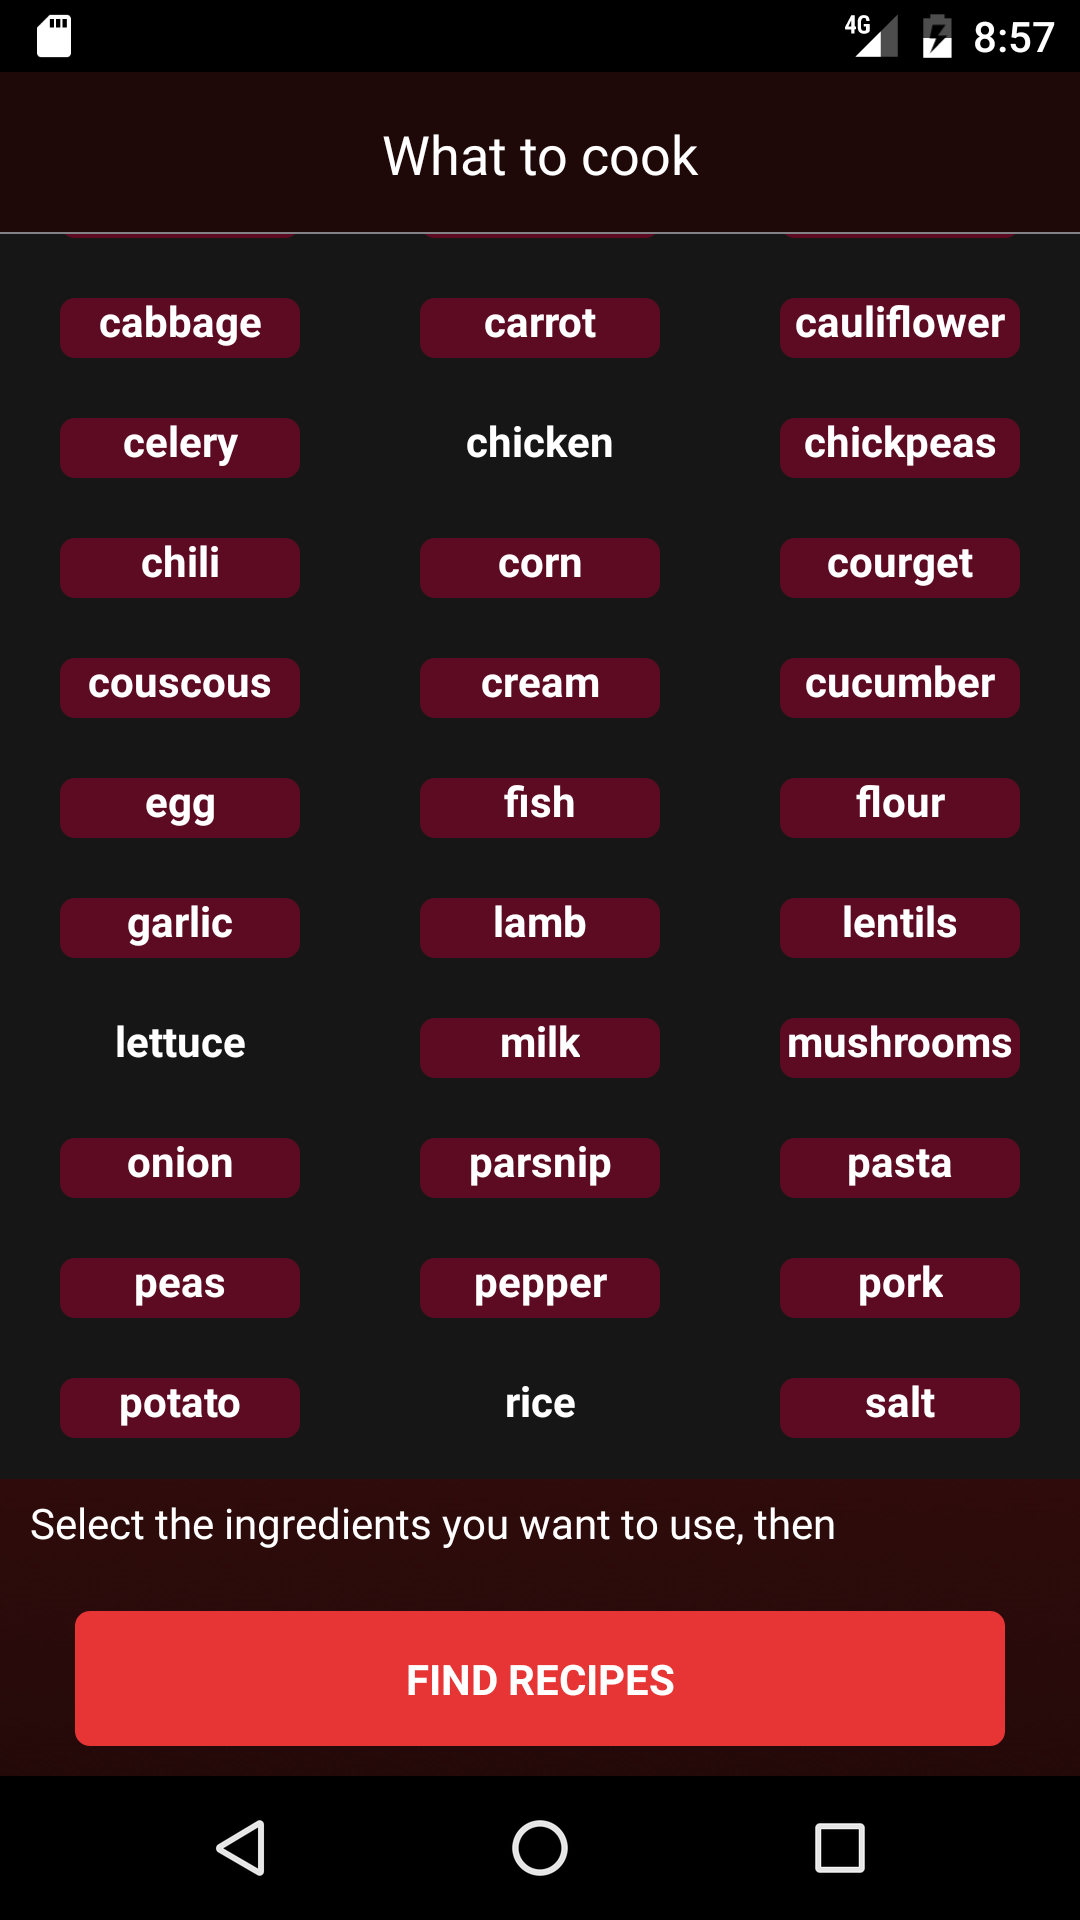 4G 8:57
What to cook
cabbage carrot cauliflower
celery chicken chickpeas
chili corn courget
couscous cream cucumber
egg fish flour
garlic lamb lentils
lettuce milk mushrooms
onion parsnip pasta
peas pepper pork
potato rice salt
Select the ingredients you want to use, then
FIND RECIPES